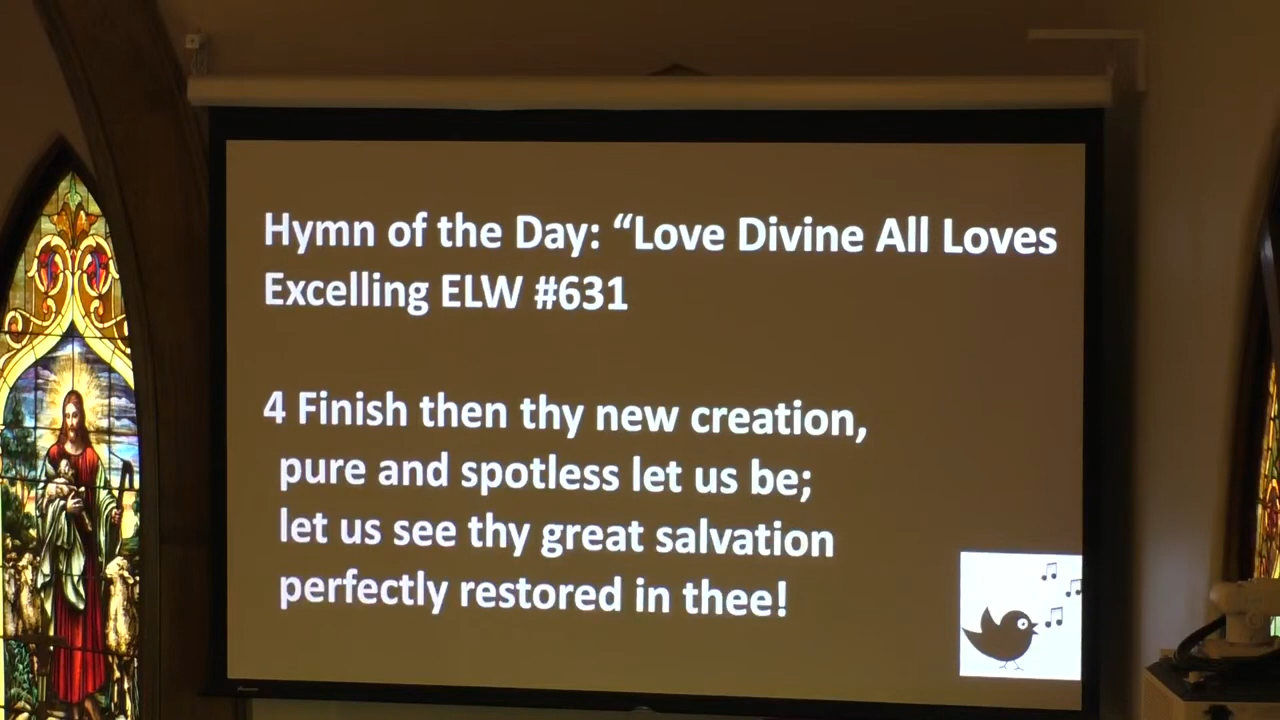 Hymn of the Day: “Love Divine All Loves
Excelling ELW #631
4 Finish then thy new creation,
pure and spotless let us be;
let us see thy great salvation
perfectly restored in thee!